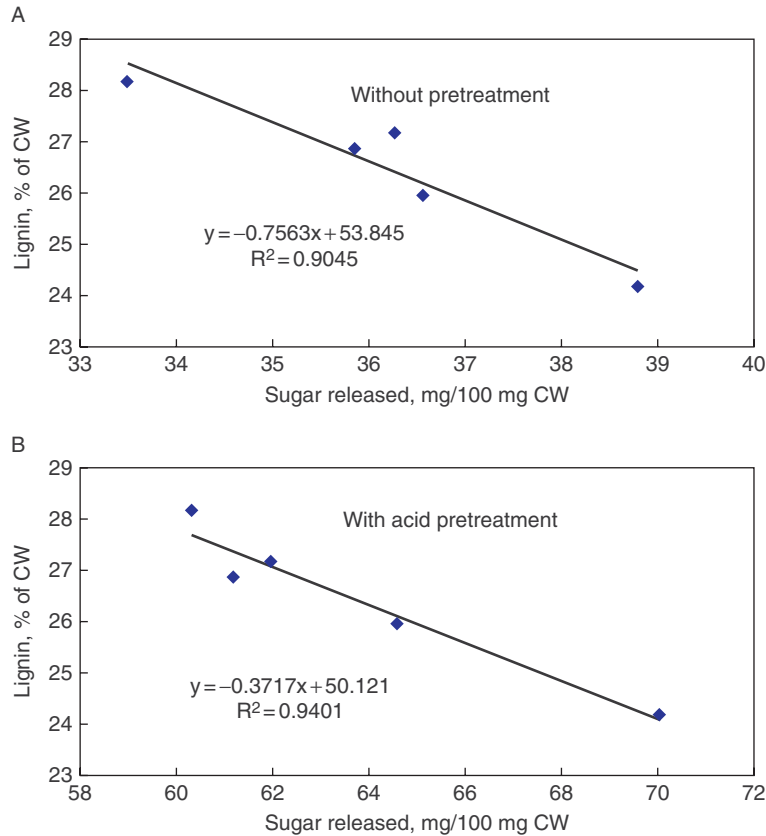 A
29
28
27
26
25
24
23
Lignin, % of CW
Without pretreatment
y=−0.7563x+53.845
R²=0.9045
33 34 35 36 37 38 39 40
Sugar released, mg/100 mg CW
B
29
28
27
26
25
24
23
Lignin, % of CW
With acid pretreatment
y=−0.3717x+50.121
R²=0.9401
58 60 62 64 66 68 70 72
Sugar released, mg/100 mg CW